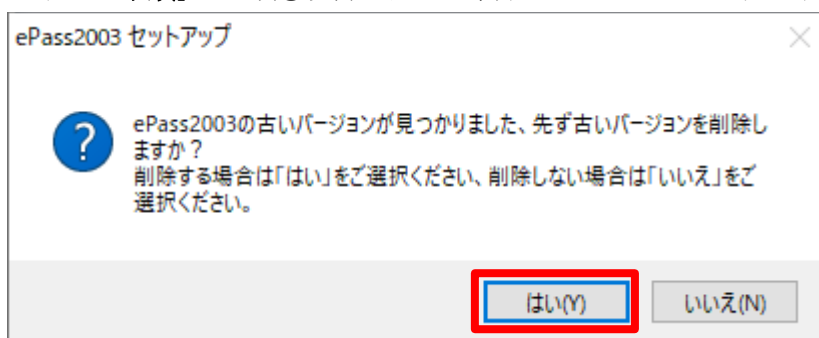 ePass2003 セットアップ
ePass2003の古いバージョンが見つかりました、先ず古いバージョンを削除し
ますか？
削除する場合は「はい」をご選択ください、削除しない場合は「いいえ」をご
選択ください。
はい(Y)
いいえ(N)